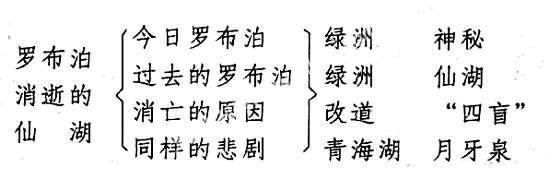 罗布泊
消逝的
仙湖
今日罗布泊 绿洲 神秘
过去的罗布泊 绿洲 仙湖
消亡的原因 改道 “四盲”
同样的悲剧 青海湖 月牙泉